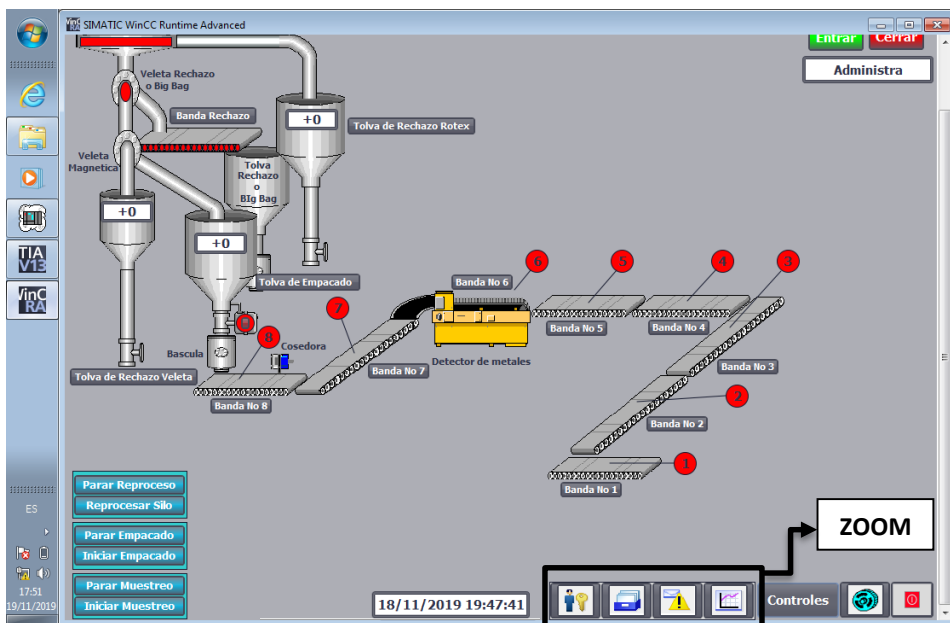 SIMATIC WinCC Runtime Advanced
Entrar
Cerrar
Administra
Veleta Rechazo
o Big Bag
Banda Rechazo
+0
Tolva de Rechazo Rotex
Veleta
Magnetica
Tolva
Rechazo
o
BIg Bag
+0
+0
Tolva de Empacado
Banda No 6
6
5
4
3
Banda No 5
Banda No 4
7
8
Cosedora
Bascula
Banda No 7
Detector de metales
Banda No 3
Tolva de Rechazo Veleta
Banda No 8
2
Banda No 2
1
Banda No 1
Parar Reproceso
Reprocesar Silo
Parar Empacado
Iniciar Empacado
Parar Muestreo
Iniciar Muestreo
18/11/2019 19:47:41
ZOOM
Controles
TIA
V13
WinC
RA
ES
17:51
19/11/2019